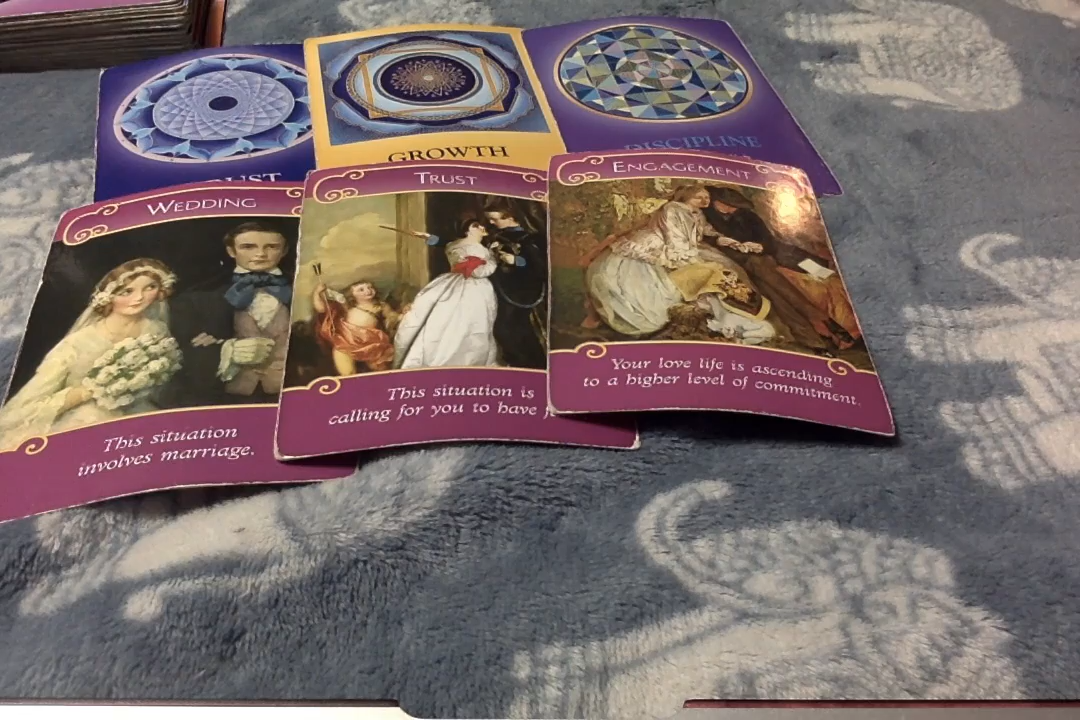 GROWTH
DISCIPLINE
WEDDING
This situation
involves marriage.
TRUST
This situation is
calling for you to have
ENGAGEMENT
Your love life is ascending
to a higher level of commitment.